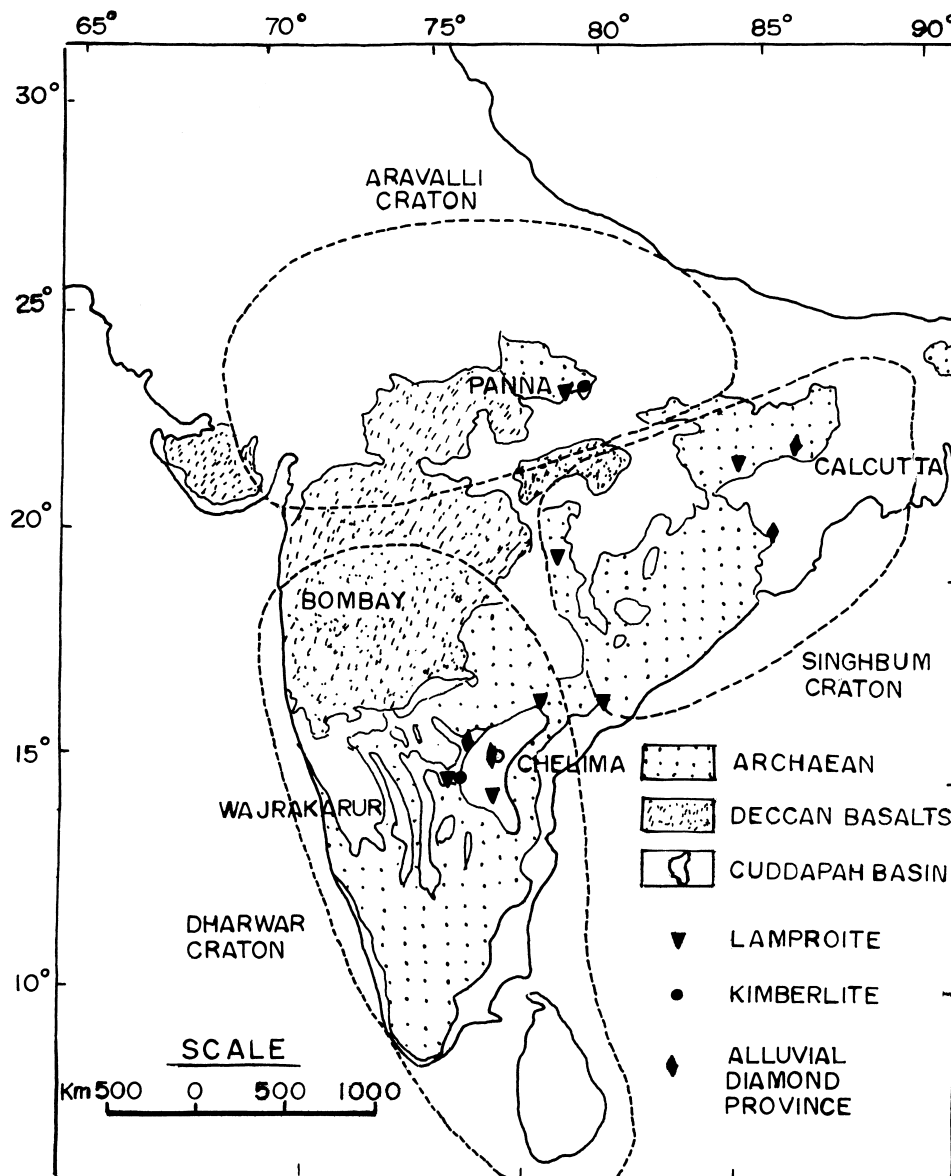 65° 70° 75° 80° 85° 90°
30°
ARAVALLI
CRATON
25°
PANNA
CALCUTTA
20°
BOMBAY
SINGHBUM
CRATON
15°
CHELIMA
ARCHAEAN
WAJRAKARUR
DECCAN BASALTS
CUDDAPAH BASIN
DHARWAR
CRATON
LAMPROITE
10°
KIMBERLITE
SCALE
Km 500 0 500 1000
ALLUVIAL
DIAMOND
PROVINCE